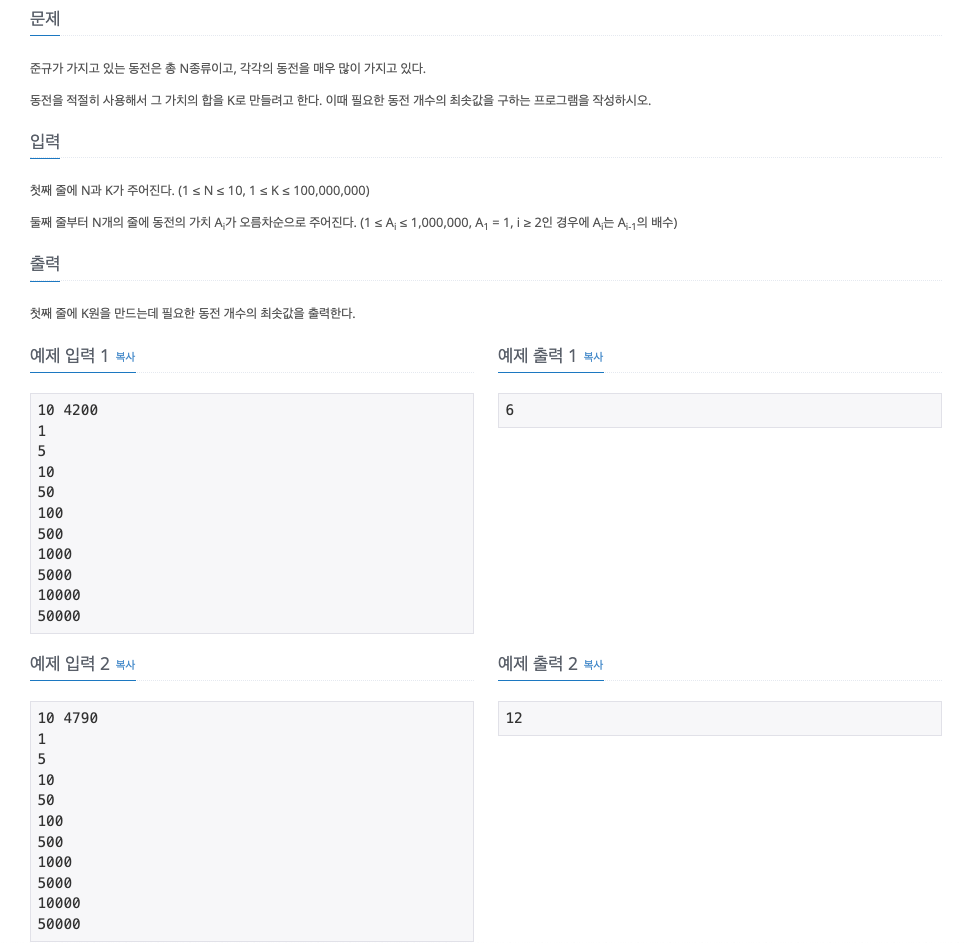 문제
준규가 가지고 있는 동전은 총 N종류이고, 각각의 동전을 매우 많이 가지고 있다.
동전을 적절히 사용해서 그 가치의 합을 K로 만들려고 한다. 이때 필요한 동전 개수의 최솟값을 구하는 프로그램을 작성하시오.
입력
첫째 줄에 N과 K가 주어진다. (1 ≤ N ≤ 10, 1 ≤ K ≤ 100,000,000)
둘째 줄부터 N개의 줄에 동전의 가치 Ai가 오름차순으로 주어진다. (1 ≤ Ai ≤ 1,000,000, A1 = 1, i ≥ 2인 경우에 Ai는 Ai-1의 배수)
출력
첫째 줄에 K원을 만드는데 필요한 동전 개수의 최솟값을 출력한다.
예제 입력 1 복사
10 4200
1
5
10
50
100
500
1000
5000
10000
50000
예제 출력 1 복사
6
예제 입력 2 복사
10 4790
1
5
10
50
100
500
1000
5000
10000
50000
예제 출력 2 복사
12